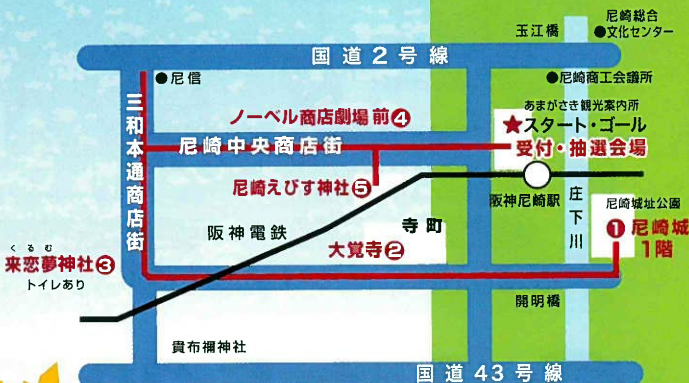 尼崎総合
●文化センター
玉江橋
国道2号線
●尼信
●尼崎商工会議所
あまがさき観光案内所
★スタート・ゴール
受付・抽選会場
ノーベル商店劇場前④
三和本通商店街
尼崎中央商店街
尼崎えびす神社⑤
阪神尼崎駅
庄下川
尼崎城址公園
①尼崎城
1階
寺町
阪神電鉄
大覚寺②
くるむ
来恋夢神社③
トイレあり
開明橋
貴布禰神社
国道43号線